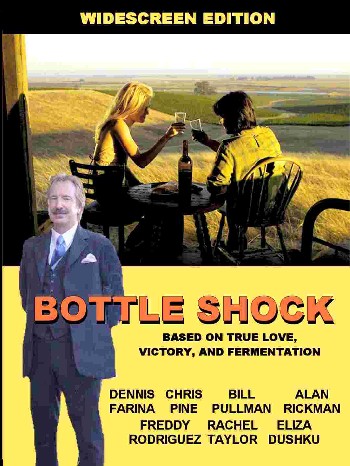 WIDESCREEN EDITION
BOTTLE SHOCK
BASED ON TRUE LOVE,
VICTORY, AND FERMENTATION
DENNIS CHRIS BILL ALAN
FARINA PINE PULLMAN RICKMAN
FREDDY RACHEL ELIZA
RODRIGUEZ TAYLOR DUSHKU